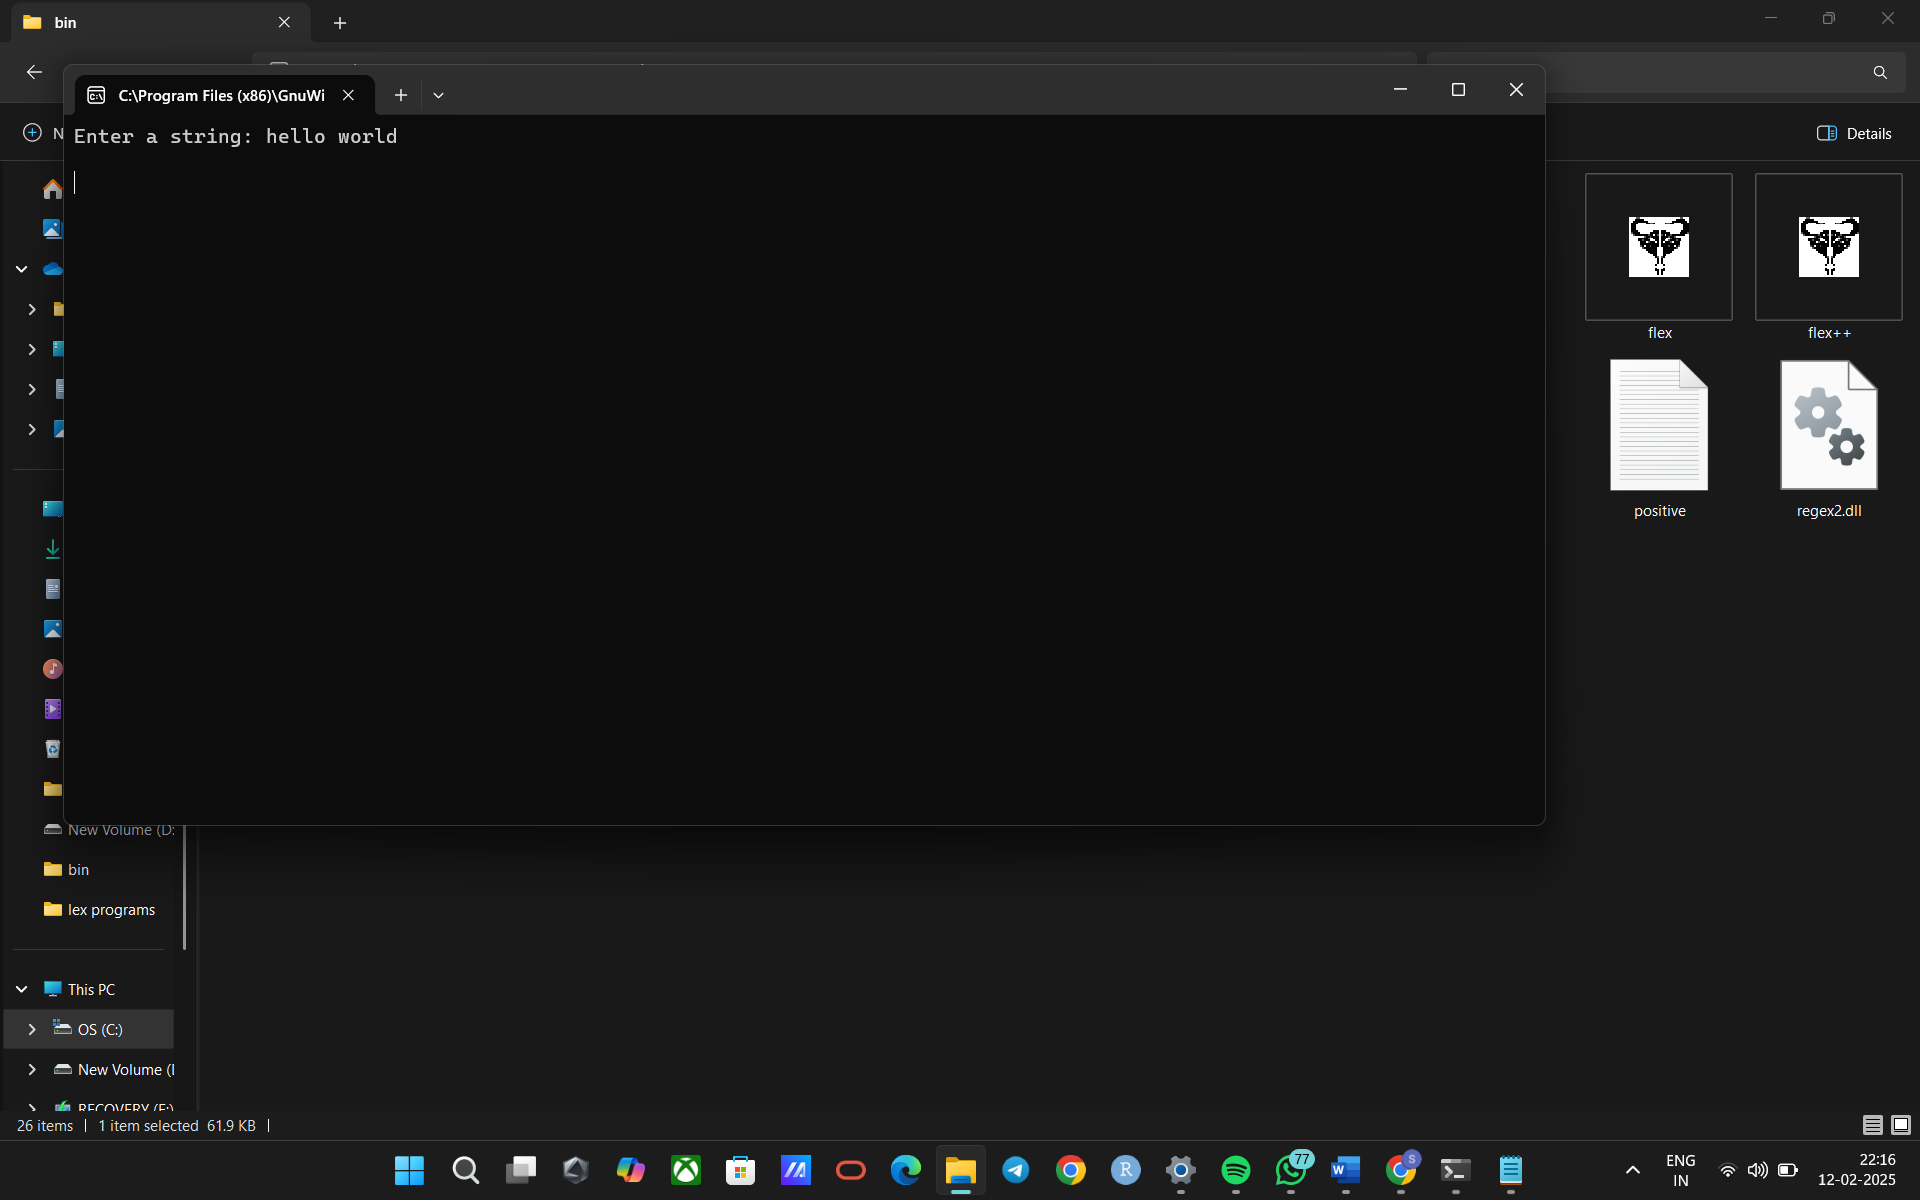 bin
C:\Program Files (x86)\GnuWi
N
Enter a string: hello world
Details
flex
flex++
positive
regex2.dll
New Volume (D:
bin
lex programs
This PC
OS (C:)
New Volume (I
RECOVERY (E:)
26 items | 1 item selected 61.9 KB |
77
S
R
W
ENG
IN
22:16
12-02-2025